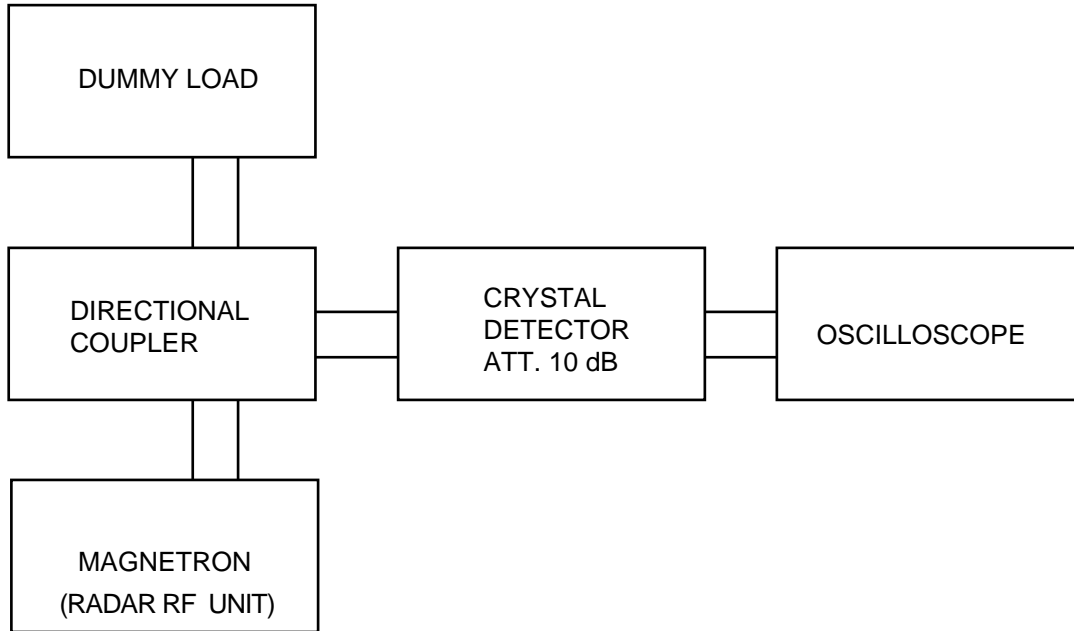 DUMMY LOAD
DIRECTIONAL
COUPLER
CRYSTAL
DETECTOR
ATT. 10 dB
OSCILLOSCOPE
MAGNETRON
(RADAR RF UNIT)